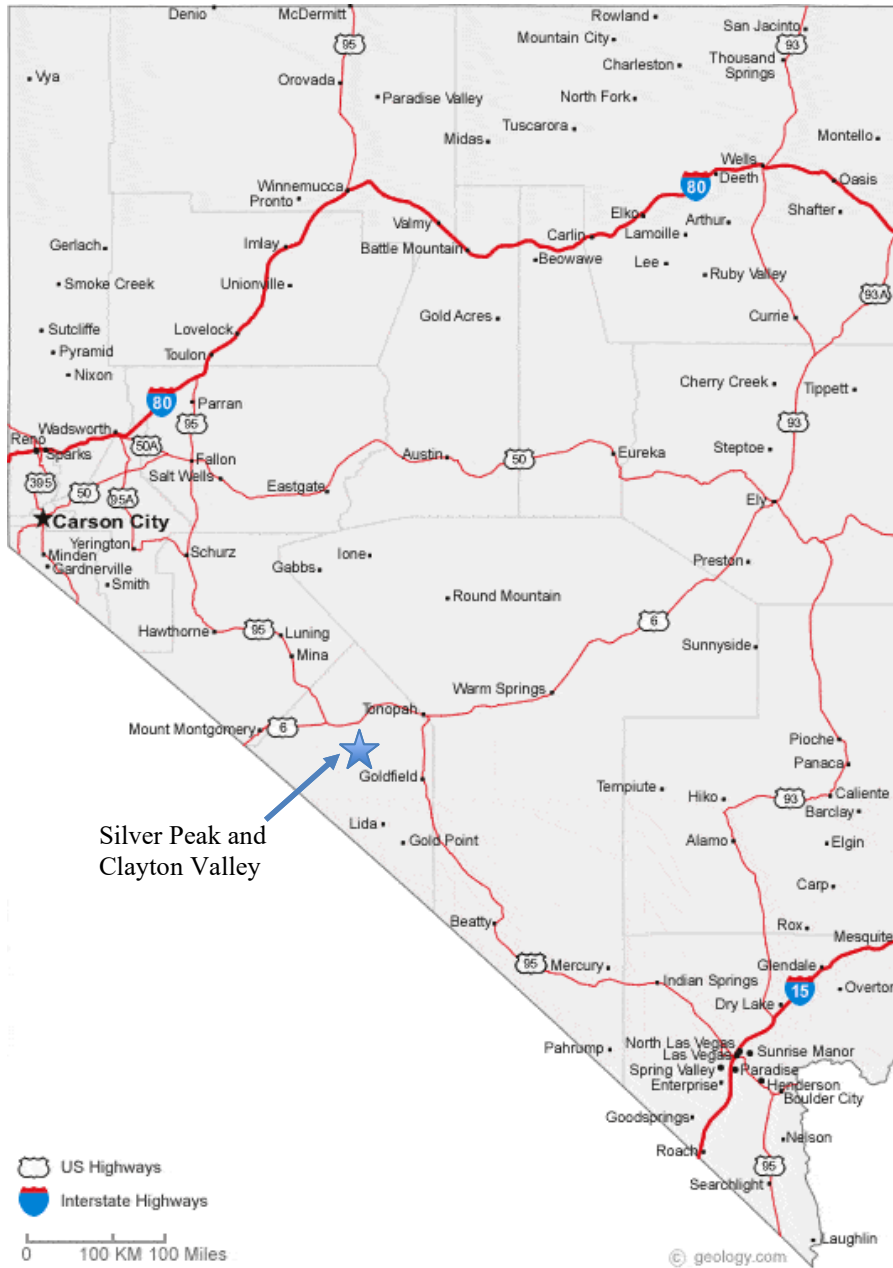 Denio
McDermitt
Rowland
San Jacinto
95
Mountain City
93
Thousand
Springs
Vya
Orovada
Charleston
Paradise Valley
North Fork
Tuscarora
Midas
Montello
Wells
Deeth
Oasis
Winnemucca
Pronto
80
Elko
Arthur
Shafter
Valmy
Carlin
Lamoille
Gerlach
Imlay
Battle Mountain
Beowawe
Lee
Ruby Valley
Smoke Creek
Unionville
93A
Gold Acres
Currie
Sutcliffe
Lovelock
Pyramid
Toulon
Nixon
Cherry Creek
Tippett
80
Parran
95
93
Wadsworth
Reno
Sparks
50A
Steptoe
Austin
50
Eureka
Fallon
Salt Wells
395
50
95A
Eastgate
Ely
Carson City
Yerington
Minden
Schurz
Ione
Gardnerville
Gabbs
Preston
Smith
Round Mountain
6
Hawthorne
95
Luning
Sunnyside
Mina
Warm Springs
Tonopah
Mount Montgomery
6
Pioche
Panaca
Goldfield
Tempiute
Hiko
93
Caliente
Barclay
Silver Peak and
Clayton Valley
Lida
Gold Point
Alamo
Elgin
Carp
Beatty
Rox
Mesquite
95
Mercury
Glendale
Indian Springs
15
Overton
Dry Lake
North Las Vegas
Pahrump
Las Vegas
Sunrise Manor
Spring Valley
Paradise
Enterprise
Henderson
Boulder City
Goodsprings
Nelson
Roach
95
Searchlight
US Highways
Interstate Highways
Laughlin
0 100 KM 100 Miles
© geology.com